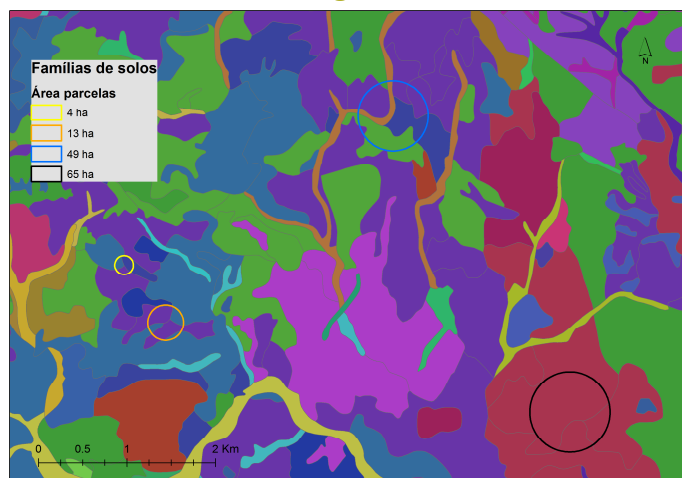 Famílias de solos
Área parcelas
4 ha
13 ha
49 ha
65 ha
N
0 0.5 1 2 Km